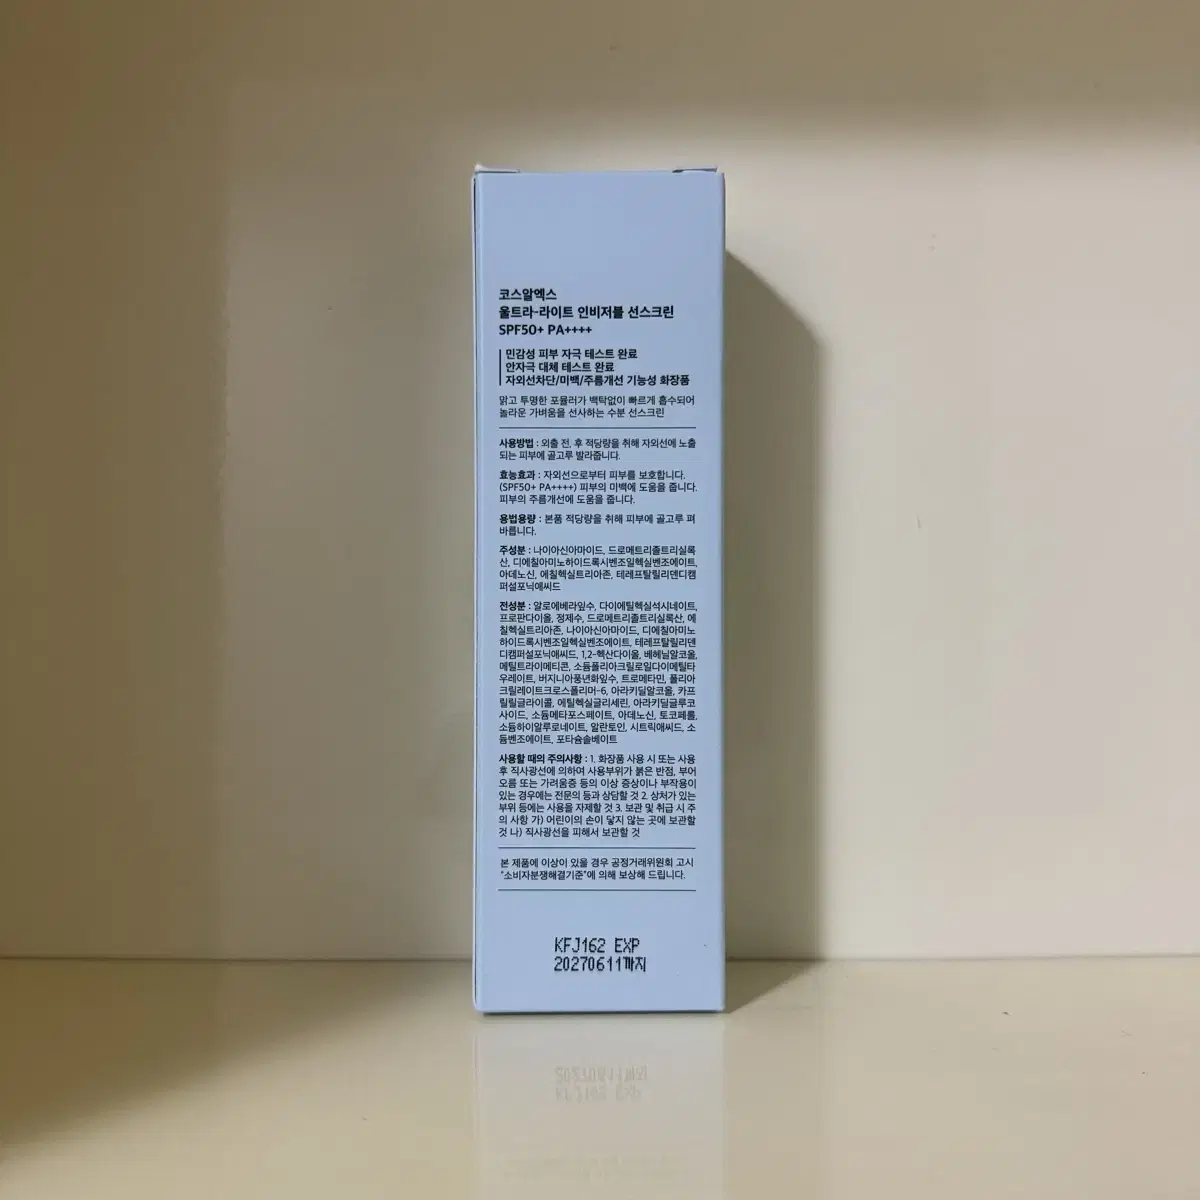 코스알엑스
울트라-라이트 인비저블 선스크린
SPF50+ PA++++
민감성 피부 자극 테스트 완료
안자극 대체 테스트 완료
자외선차단/미백/주름개선 기능성 화장품
맑고 투명한 포뮬러가 백탁없이 빠르게 흡수되어
놀라운 가벼움을 선사하는 수분 선스크린
사용방법 : 외출 전, 후 적당량을 취해 자외선에 노출
되는 피부에 골고루 발라줍니다.
효능효과 : 자외선으로부터 피부를 보호합니다.
(SPF50+ PA++++) 피부의 미백에 도움을 줍니다.
피부의 주름개선에 도움을 줍니다.
용법용량 : 본품 적당량을 취해 피부에 골고루 펴
바릅니다.
주성분 : 나이아신아마이드, 드로메트리졸트리실록
산, 디에칠아미노하이드록시벤조일헥실벤조에이트,
아데노신, 에칠헥실트리아존, 테레프탈릴리덴디캠
퍼설포닉애씨드
전성분 : 알로에베라잎수, 다이에틸헥실석시네이트,
프로판다이올, 정제수, 드로메트리졸트리실록산, 에
칠헥실트리아존, 나이아신아마이드, 디에칠아미노
하이드록시벤조일헥실벤조에이트, 테레프탈릴리덴
디캠퍼설포닉애씨드, 1,2-헥산다이올, 베헤닐알코올,
메틸트라이메티콘, 소듐폴리아크릴로일다이메틸타
우레이트, 버지니아풍년화잎수, 트로메타민, 폴리아
크릴레이트크로스폴리머-6, 아라키딜알코올, 카프
릴릴글라이콜, 에틸헥실글리세린, 아라키딜글루코
사이드, 소듐메타포스페이트, 아데노신, 토코페롤,
소듐하이알루로네이트, 알란토인, 시트릭애씨드, 소
듐벤조에이트, 포타슘솔베이트
사용할 때의 주의사항 : 1. 화장품 사용 시 또는 사용
후 직사광선에 의하여 사용부위가 붉은 반점, 부어
오름 또는 가려움증 등의 이상 증상이나 부작용이
있는 경우에는 전문의 등과 상담할 것 2. 상처가 있는
부위 등에는 사용을 자제할 것 3. 보관 및 취급 시 주
의 사항 가) 어린이의 손이 닿지 않는 곳에 보관할
것 나) 직사광선을 피해서 보관할 것
본 제품에 이상이 있을 경우 공정거래위원회 고시
"소비자분쟁해결기준"에 의해 보상해 드립니다.
KFJ162 EXP
20270611까지